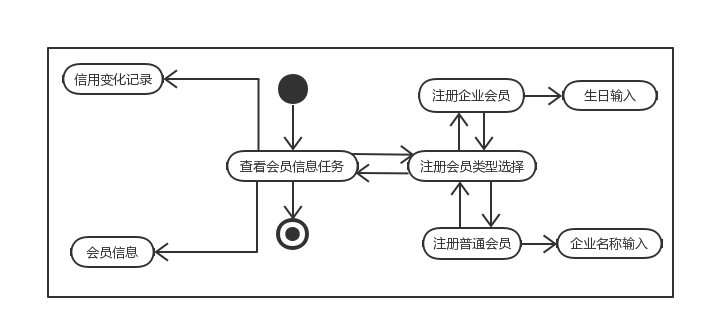 信用变化记录
注册企业会员
生日输入
查看会员信息任务
注册会员类型选择
会员信息
注册普通会员
企业名称输入